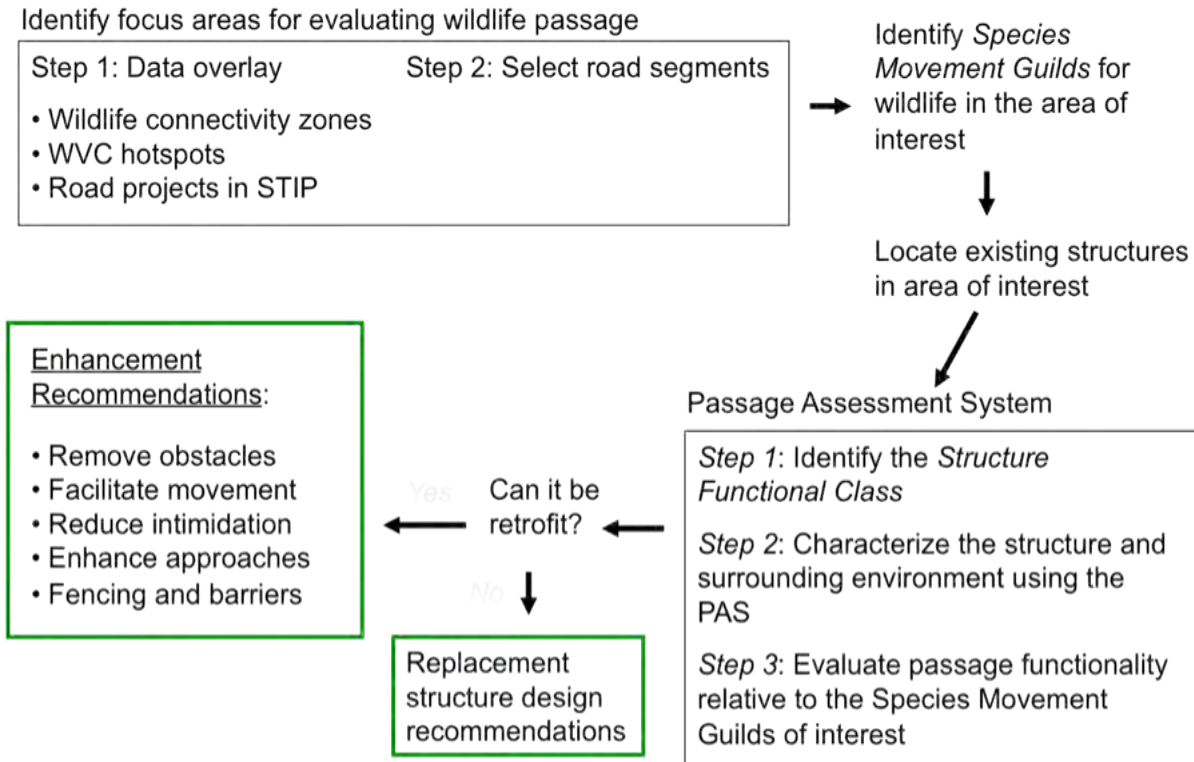 Identify focus areas for evaluating wildlife passage
Step 1: Data overlay
Step 2: Select road segments
• Wildlife connectivity zones
• WVC hotspots
• Road projects in STIP
Identify Species
Movement Guilds for
wildlife in the area of
interest
Locate existing structures
in area of interest
Passage Assessment System
Step 1: Identify the Structure
Functional Class
Step 2: Characterize the structure and
surrounding environment using the
PAS
Step 3: Evaluate passage functionality
relative to the Species Movement
Guilds of interest
Can it be
retrofit?
Yes
No
Enhancement
Recommendations:
• Remove obstacles
• Facilitate movement
• Reduce intimidation
• Enhance approaches
• Fencing and barriers
Replacement
structure design
recommendations